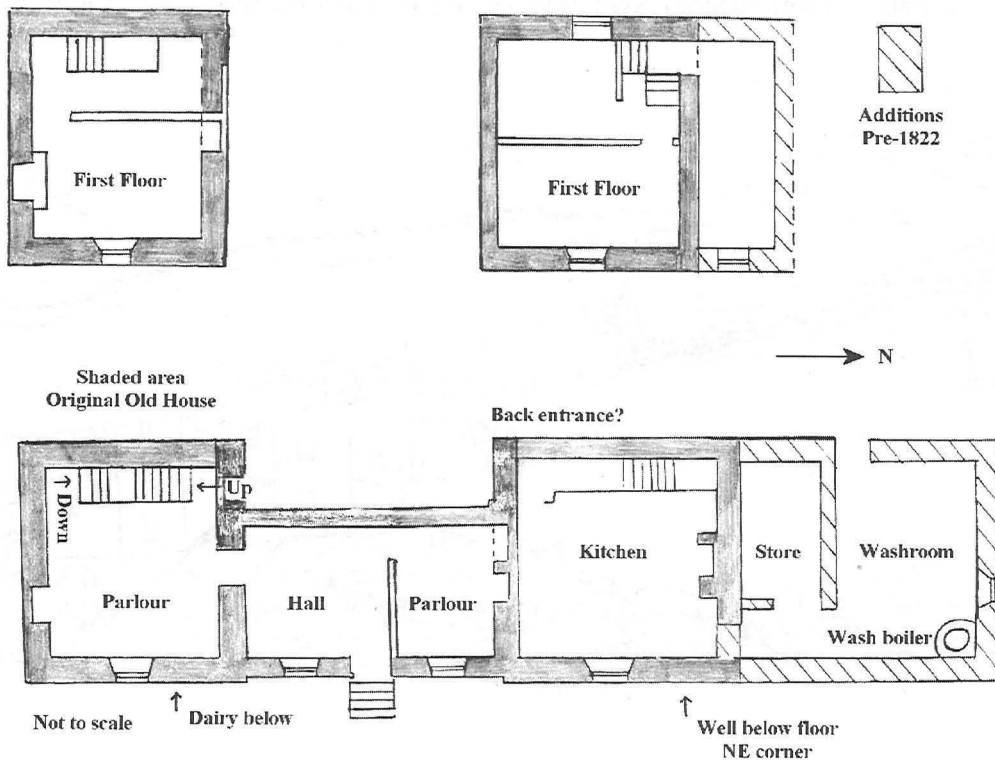 First Floor
First Floor
Additions
Pre-1822
N
Shaded area
Original Old House
Back entrance?
Up
Down
Parlour
Hall
Parlour
Kitchen
Store
Washroom
Wash boiler
Not to scale
Dairy below
Well below floor
NE corner